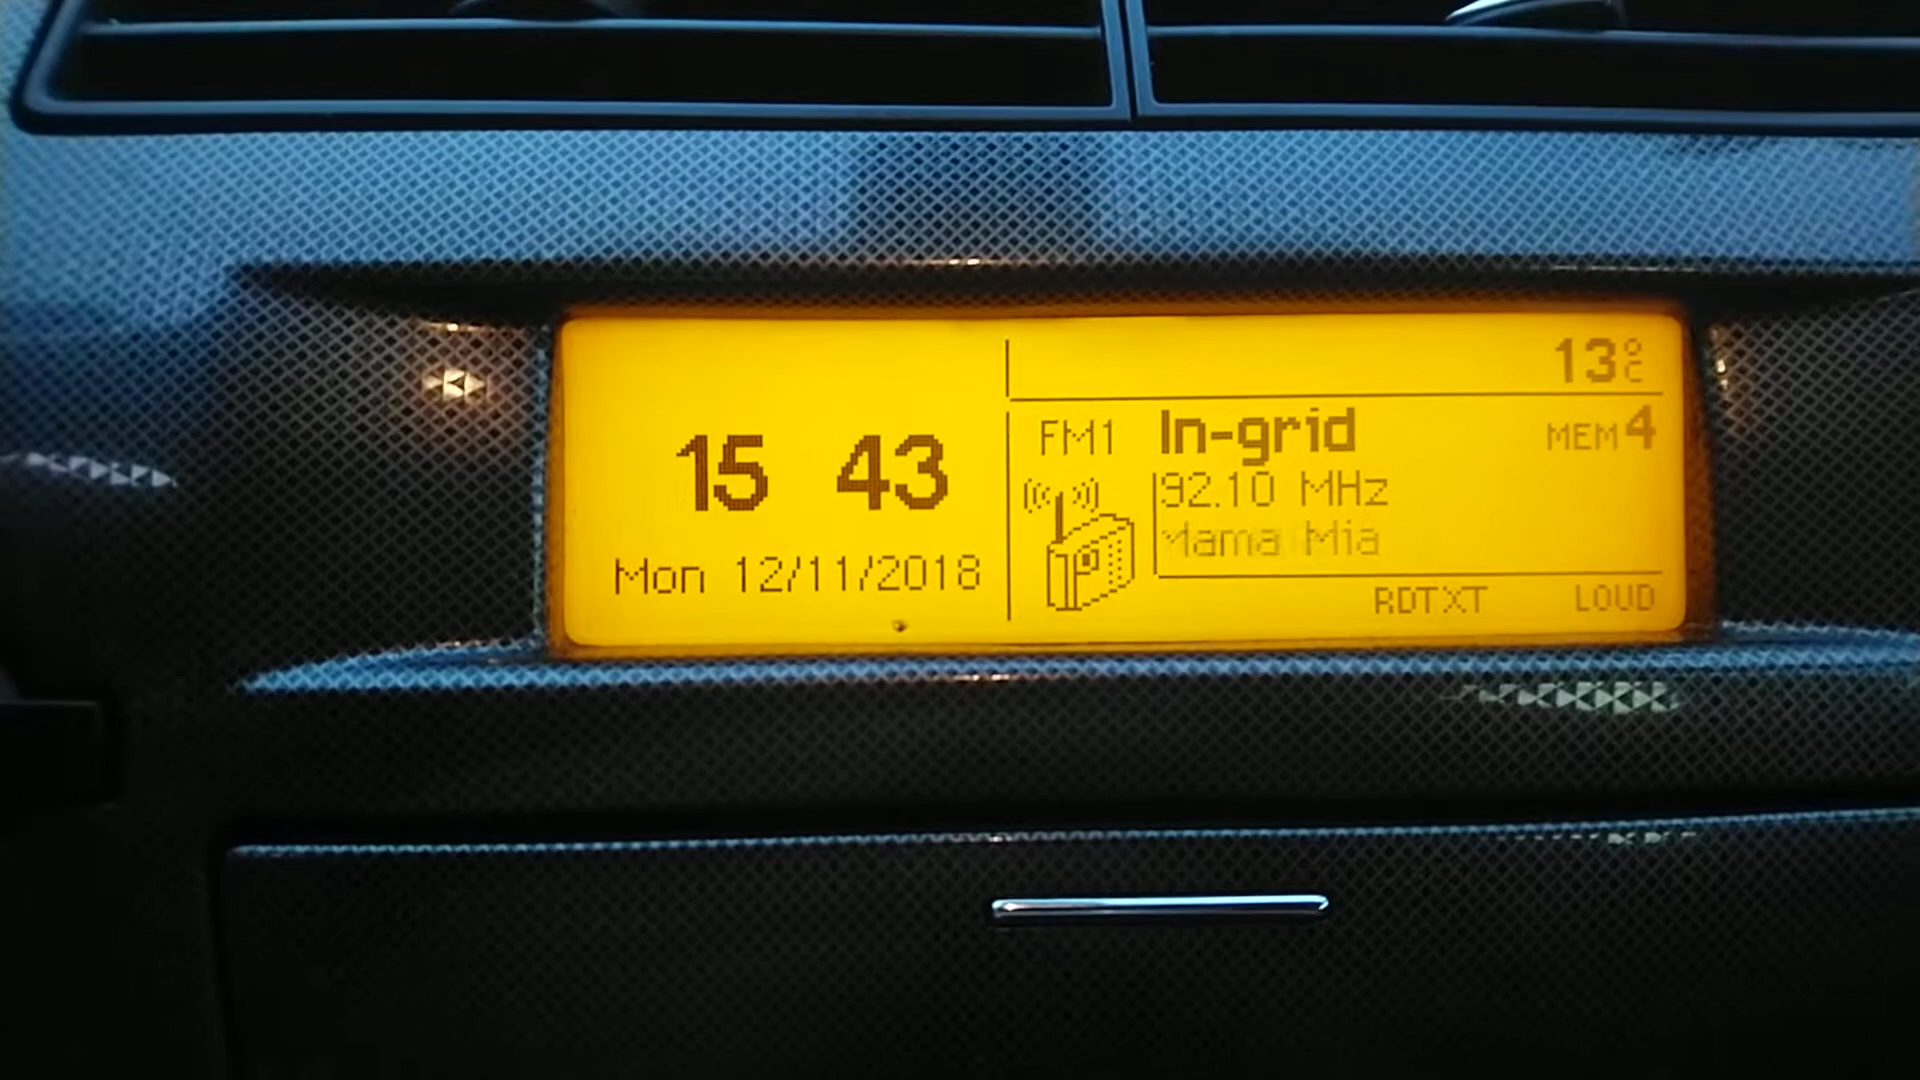 15 43
Mon 12/11/2018
13°C
FM1 In-grid MEM 4
92.10 MHz
Mama Mia
RDTXT LOUD